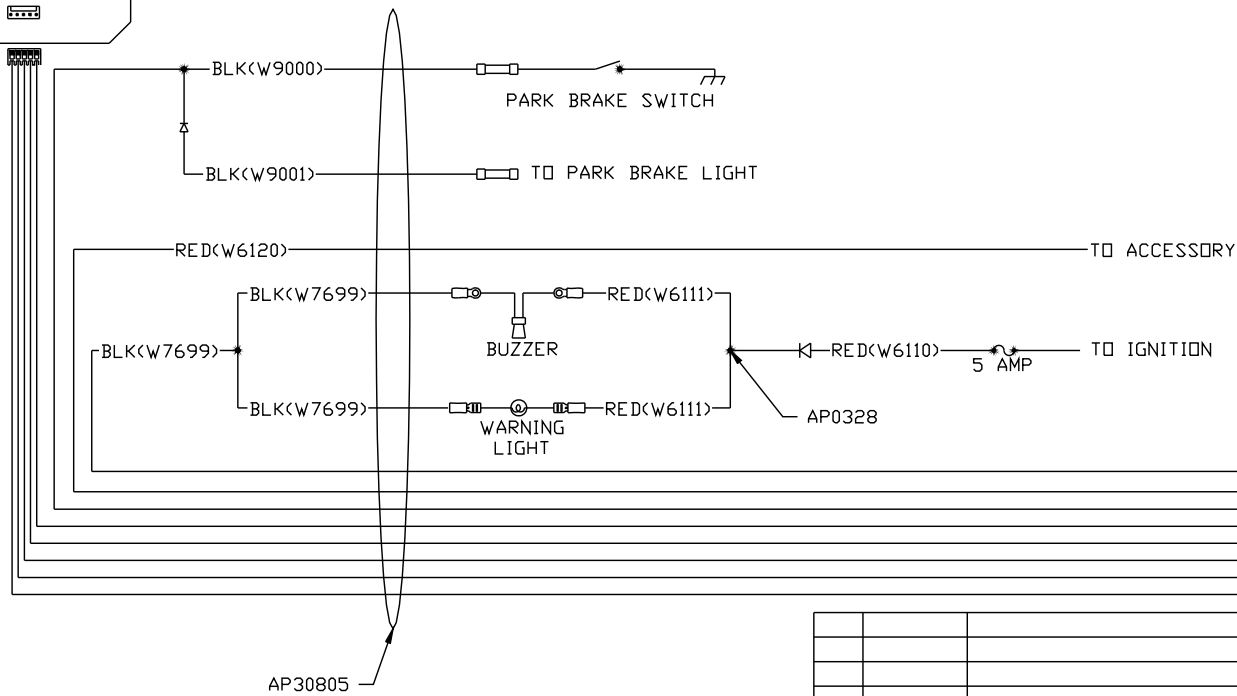 BLK(W9000)
PARK BRAKE SWITCH
BLK(W9001)
TO PARK BRAKE LIGHT
RED(W6120)
TO ACCESSORY
BLK(W7699)
RED(W6111)
BUZZER
BLK(W7699)
RED(W6110)
5 AMP
TO IGNITION
BLK(W7699)
RED(W6111)
AP0328
WARNING
LIGHT
AP30805